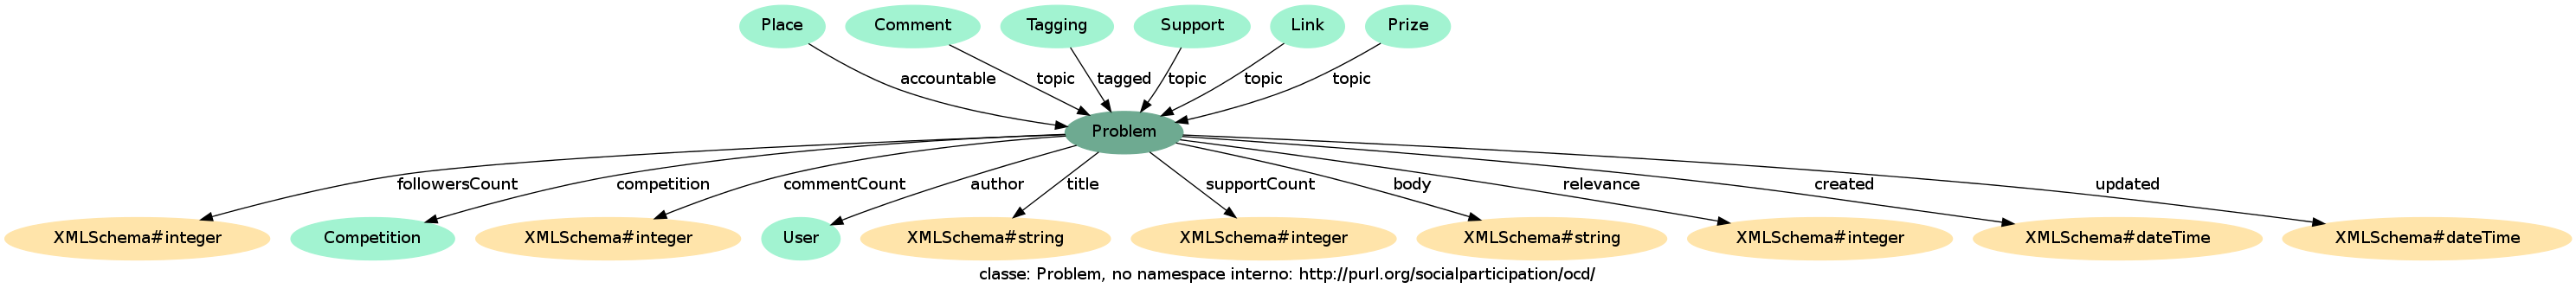 Place Comment Tagging Support Link Prize
accountable topic tagged topic topic topic
Problem
followersCount competition commentCount author title supportCount body relevance created updated
XMLSchema#integer Competition XMLSchema#integer User XMLSchema#string XMLSchema#integer XMLSchema#string XMLSchema#integer XMLSchema#dateTime XMLSchema#dateTime
classe: Problem, no namespace interno: http://purl.org/socialparticipation/ocd/